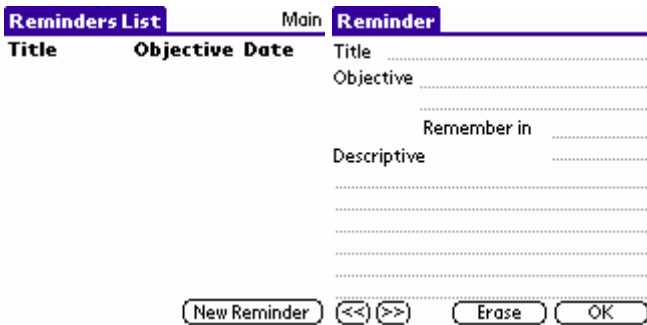 Reminders List Main
Title Objective Date
New Reminder
Reminder
Title
Objective
Remember in
Descriptive
<< >> Erase OK